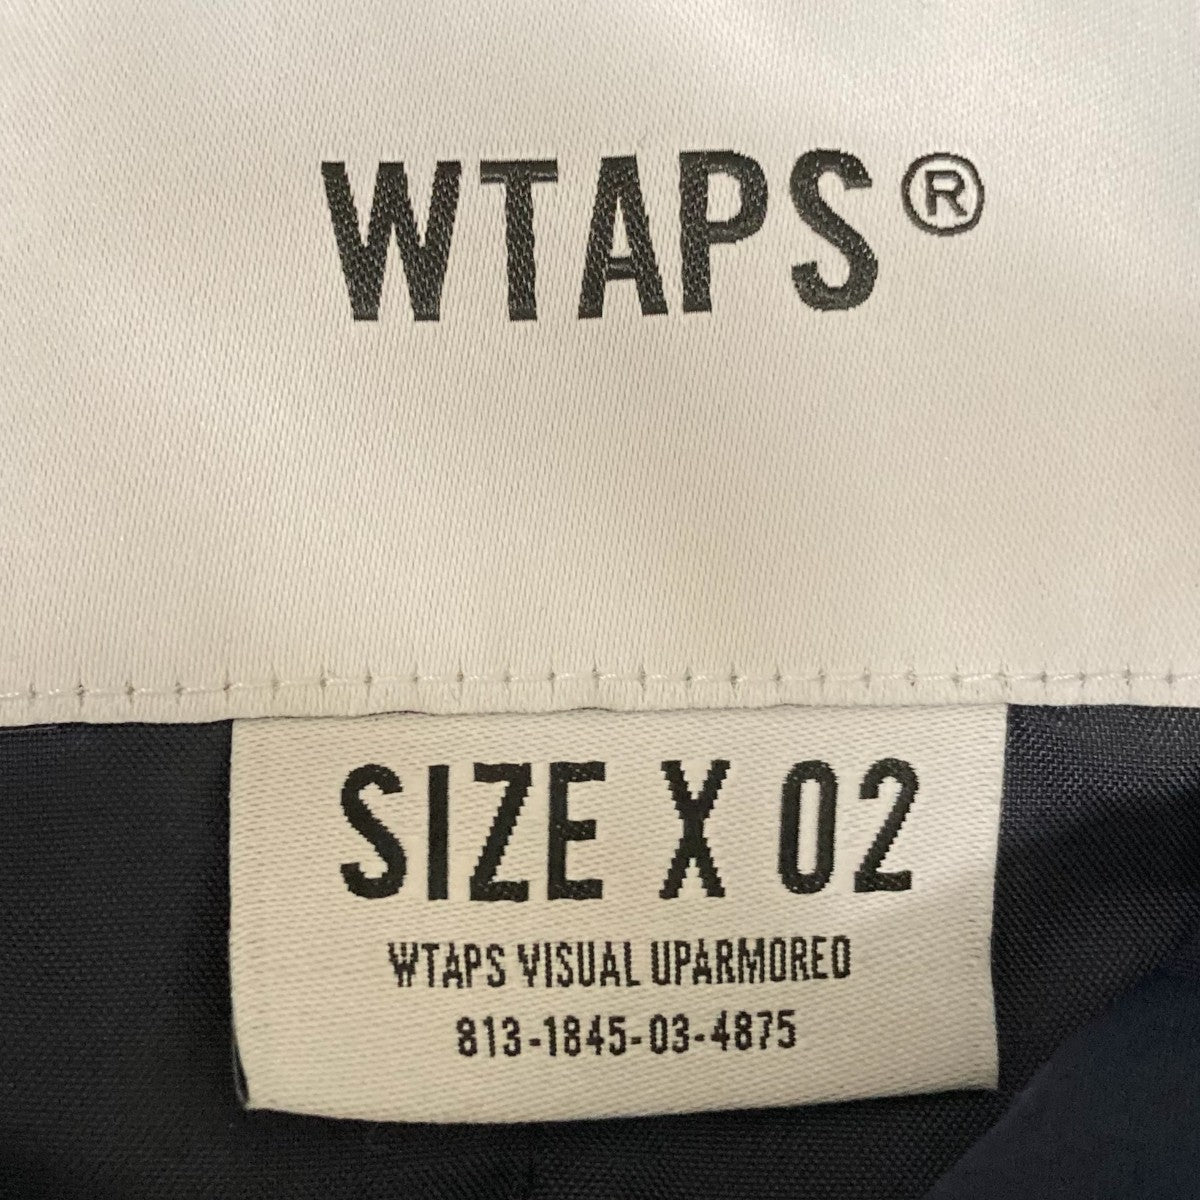 WTAPS®
SIZE X 02
WTAPS VISUAL UPARMORED
813-1845-03-4875